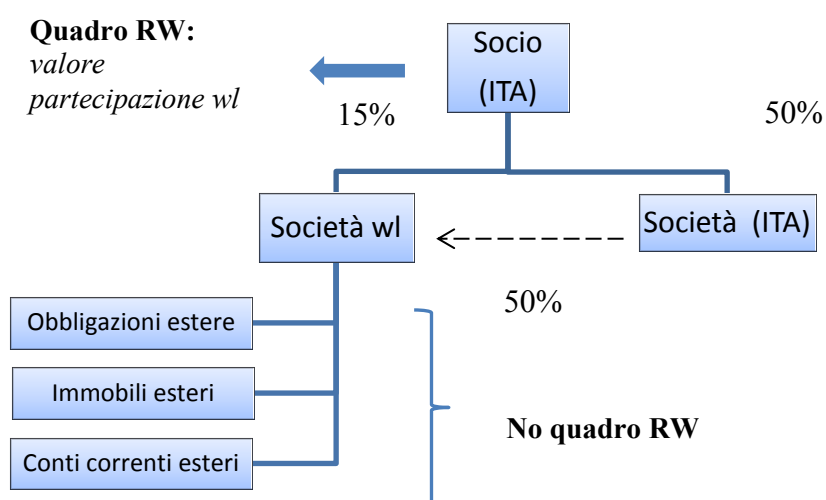 Quadro RW:
valore
partecipazione wl
Socio
(ITA)
15%
50%
Società wl
Società (ITA)
50%
Obbligazioni estere
Immobili esteri
Conti correnti esteri
No quadro RW